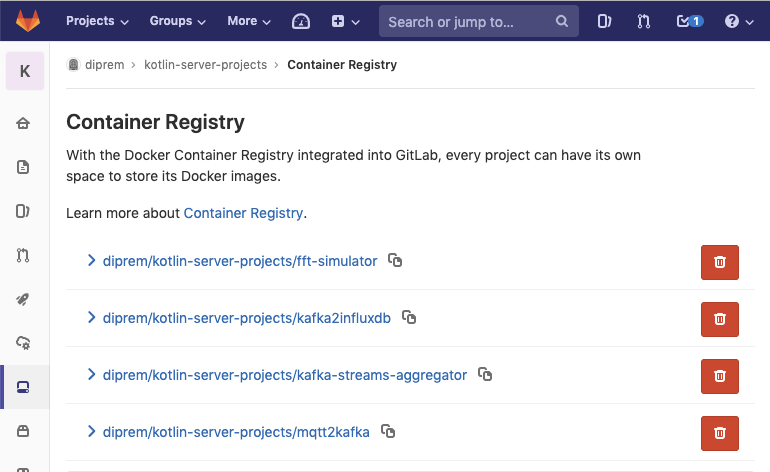 Projects Groups More Search or jump to... 1 ?
K diprem › kotlin-server-projects › Container Registry
Container Registry
With the Docker Container Registry integrated into GitLab, every project can have its own
space to store its Docker images.
Learn more about Container Registry.
diprem/kotlin-server-projects/fft-simulator
diprem/kotlin-server-projects/kafka2influxdb
diprem/kotlin-server-projects/kafka-streams-aggregator
diprem/kotlin-server-projects/mqtt2kafka